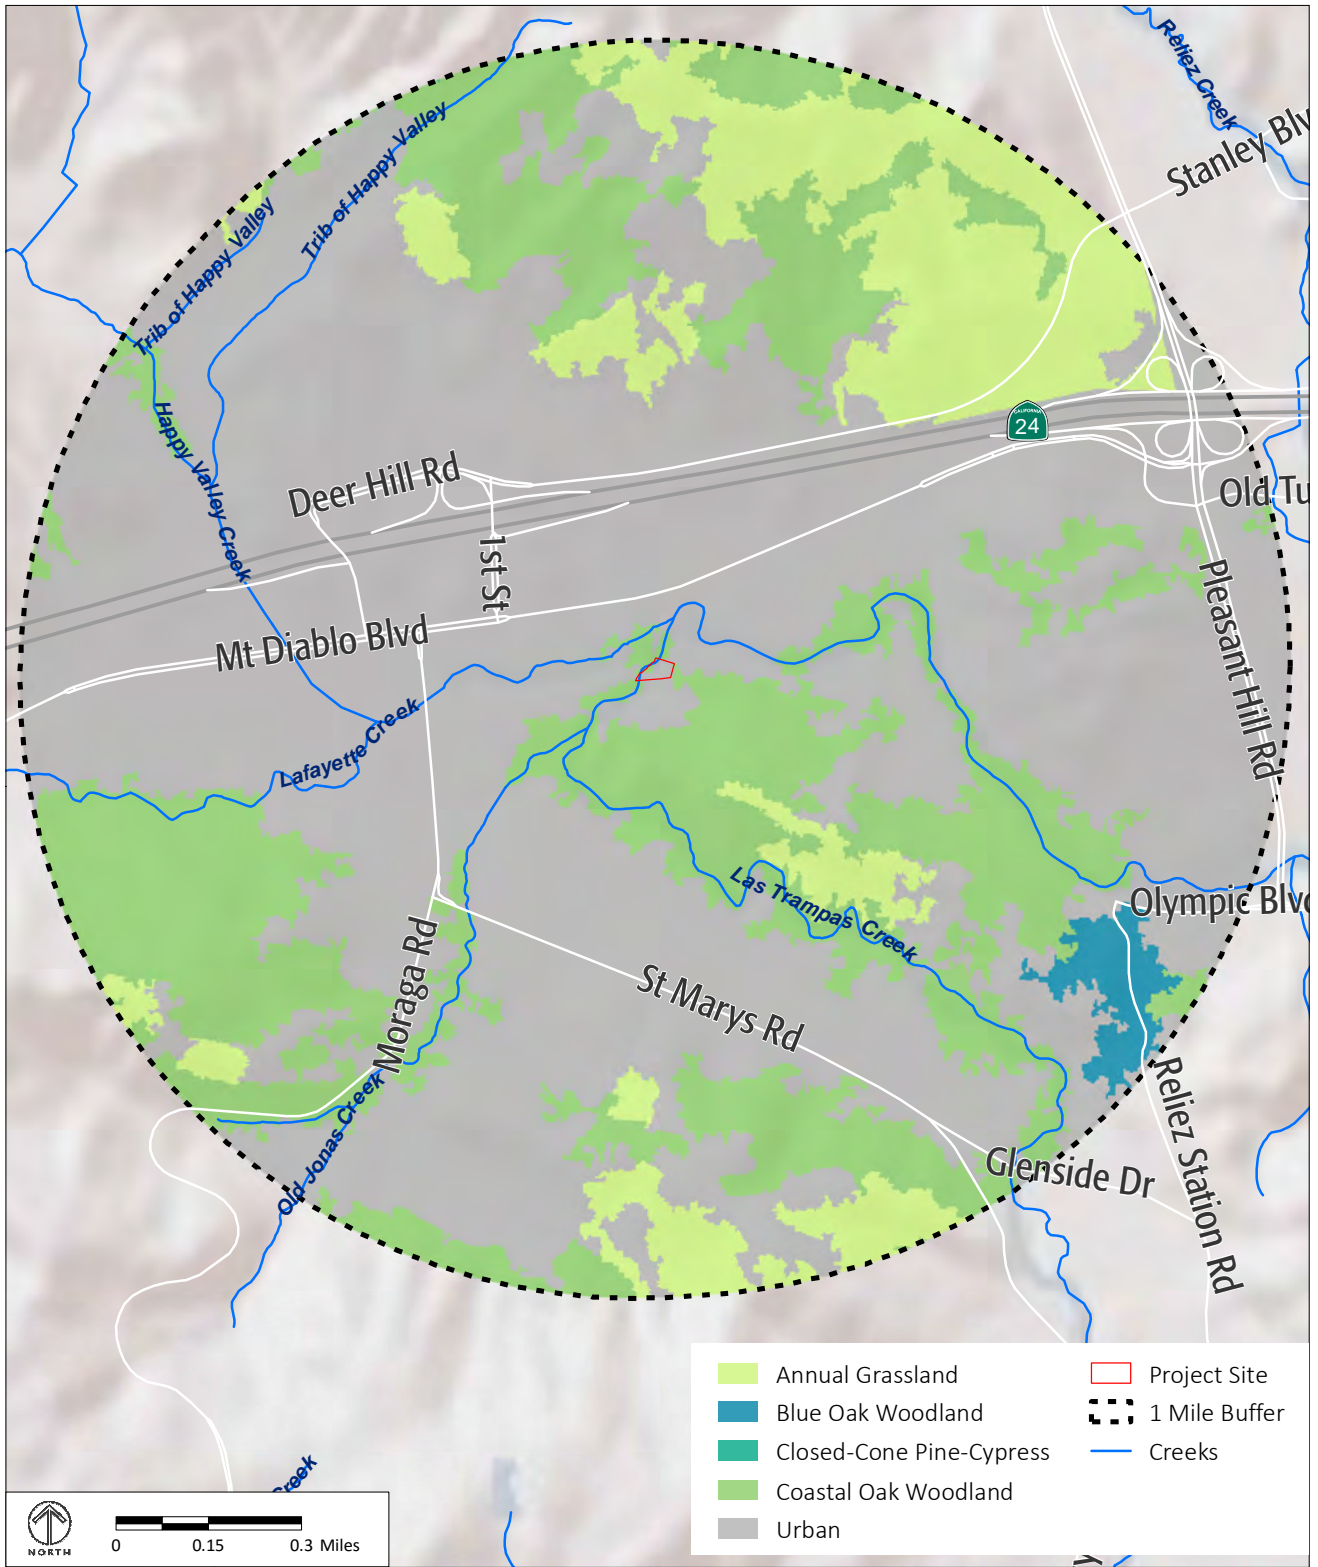 Reliez Creek
Stanley Blv
Trib of Happy Valley
Trib of Happy Valley
Happy Valley Creek
CALIFORNIA
24
Deer Hill Rd
Old Tu
1st St
Mt Diablo Blvd
Pleasant Hill Rd
Lafayette Creek
Las Trampas Creek
Olympic Blvd
Moraga Rd
St Marys Rd
Old Jonas Creek
Reliez Station Rd
Glenside Dr
Creek
Annual Grassland
Blue Oak Woodland
Closed-Cone Pine-Cypress
Coastal Oak Woodland
Urban
Project Site
1 Mile Buffer
Creeks
NORTH
0 0.15 0.3 Miles